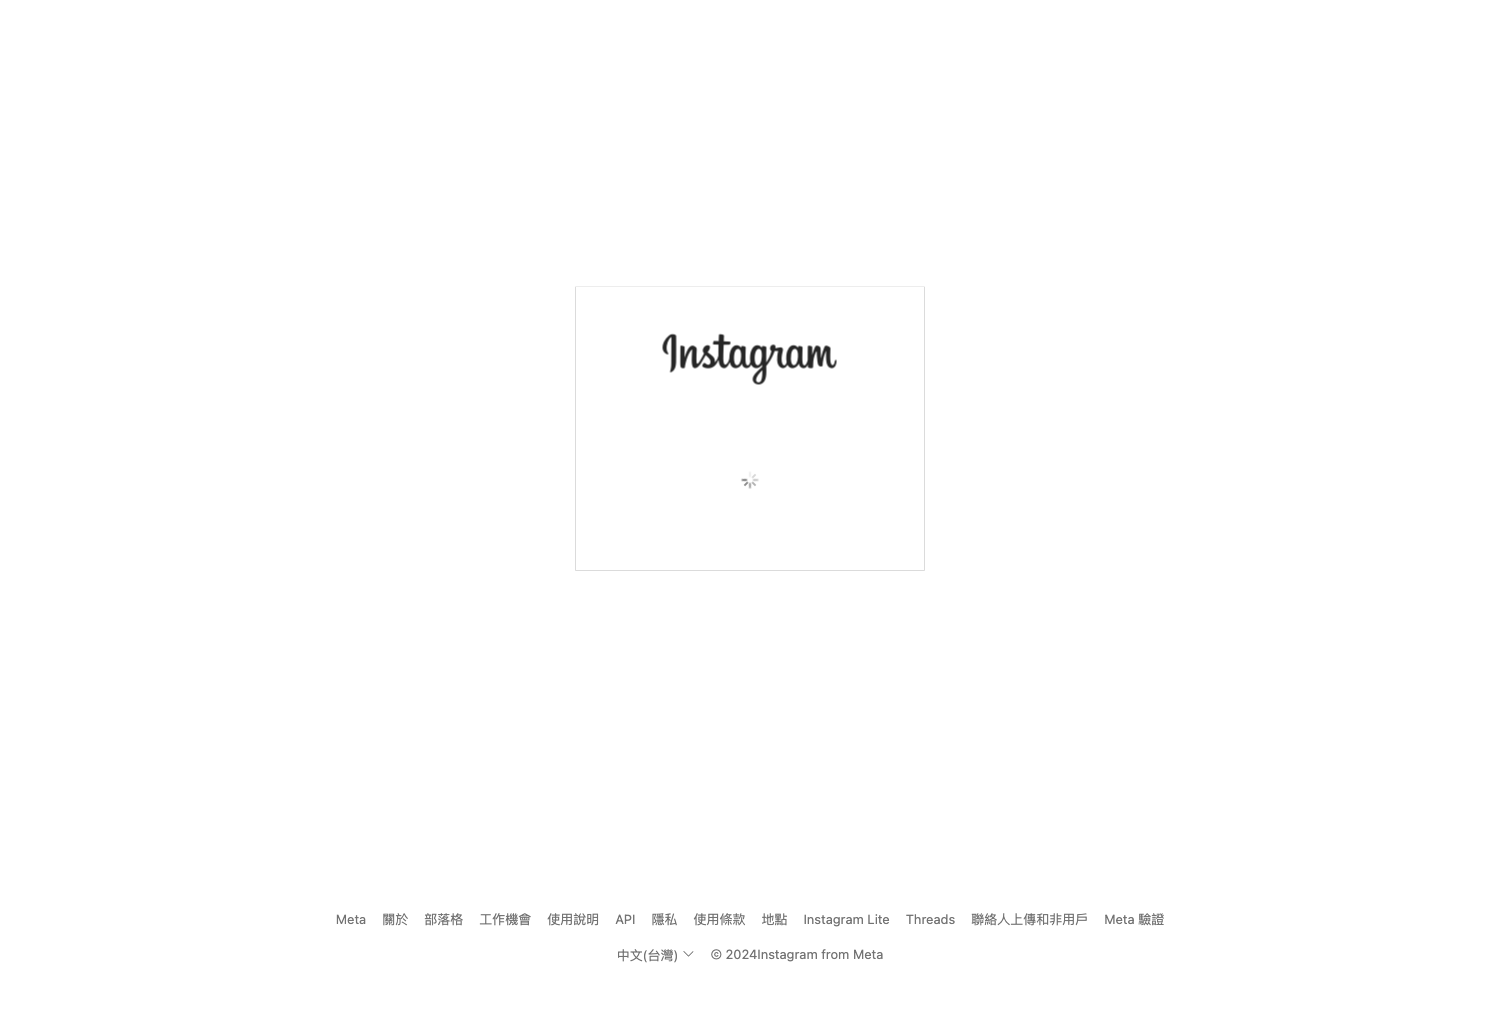 Instagram
Meta 關於 部落格 工作機會 使用說明 API 隱私 使用條款 地點 Instagram Lite Threads 聯絡人上傳和非用戶 Meta 驗證
中文(台灣) © 2024Instagram from Meta